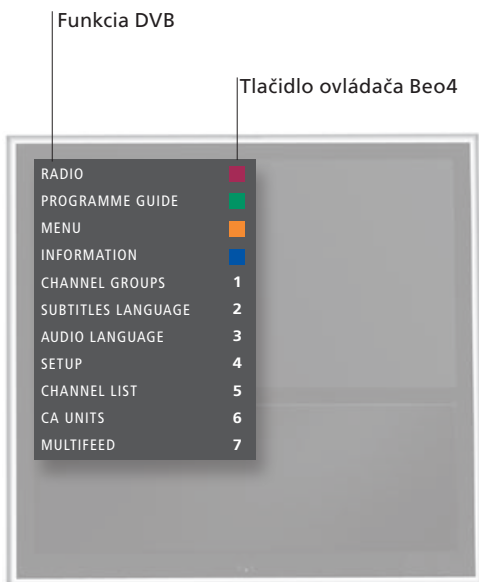 Funkcia DVB
Tlačidlo ovládača Beo4
RADIO
PROGRAMME GUIDE
MENU
INFORMATION
CHANNEL GROUPS 1
SUBTITLES LANGUAGE 2
AUDIO LANGUAGE 3
SETUP 4
CHANNEL LIST 5
CA UNITS 6
MULTIFEED 7